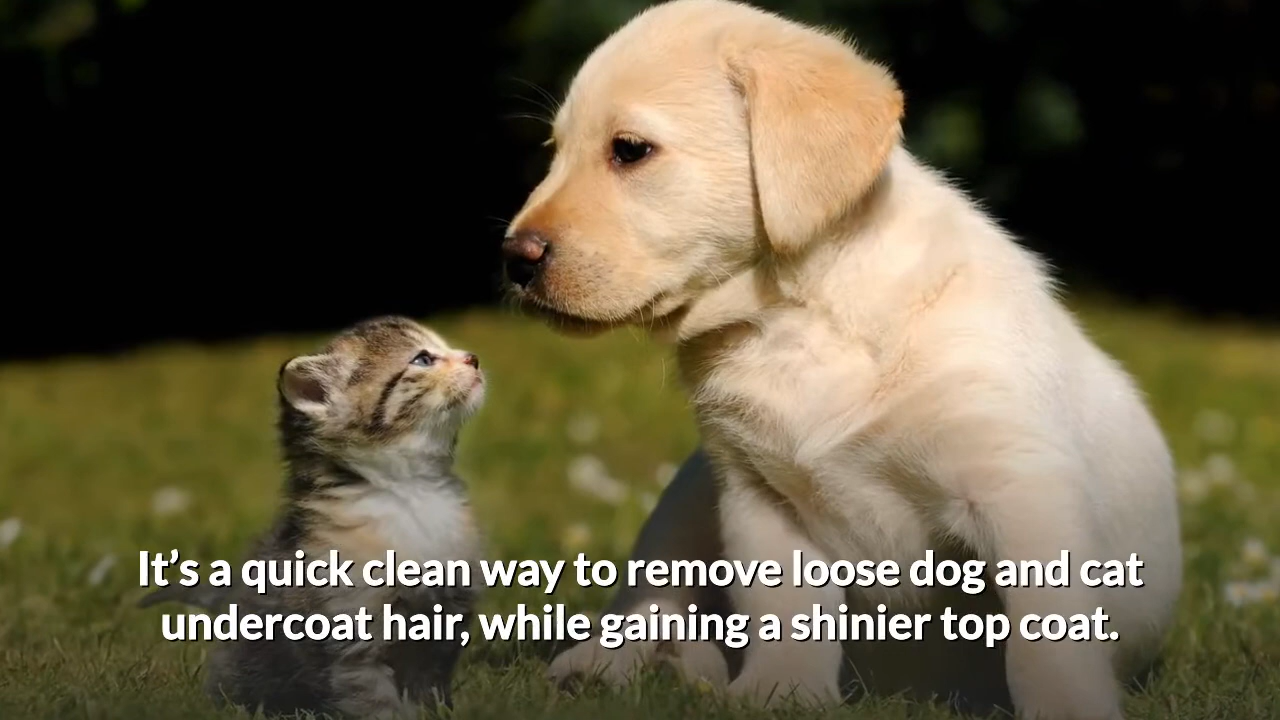 It’s a quick clean way to remove loose dog and cat
undercoat hair, while gaining a shinier top coat.